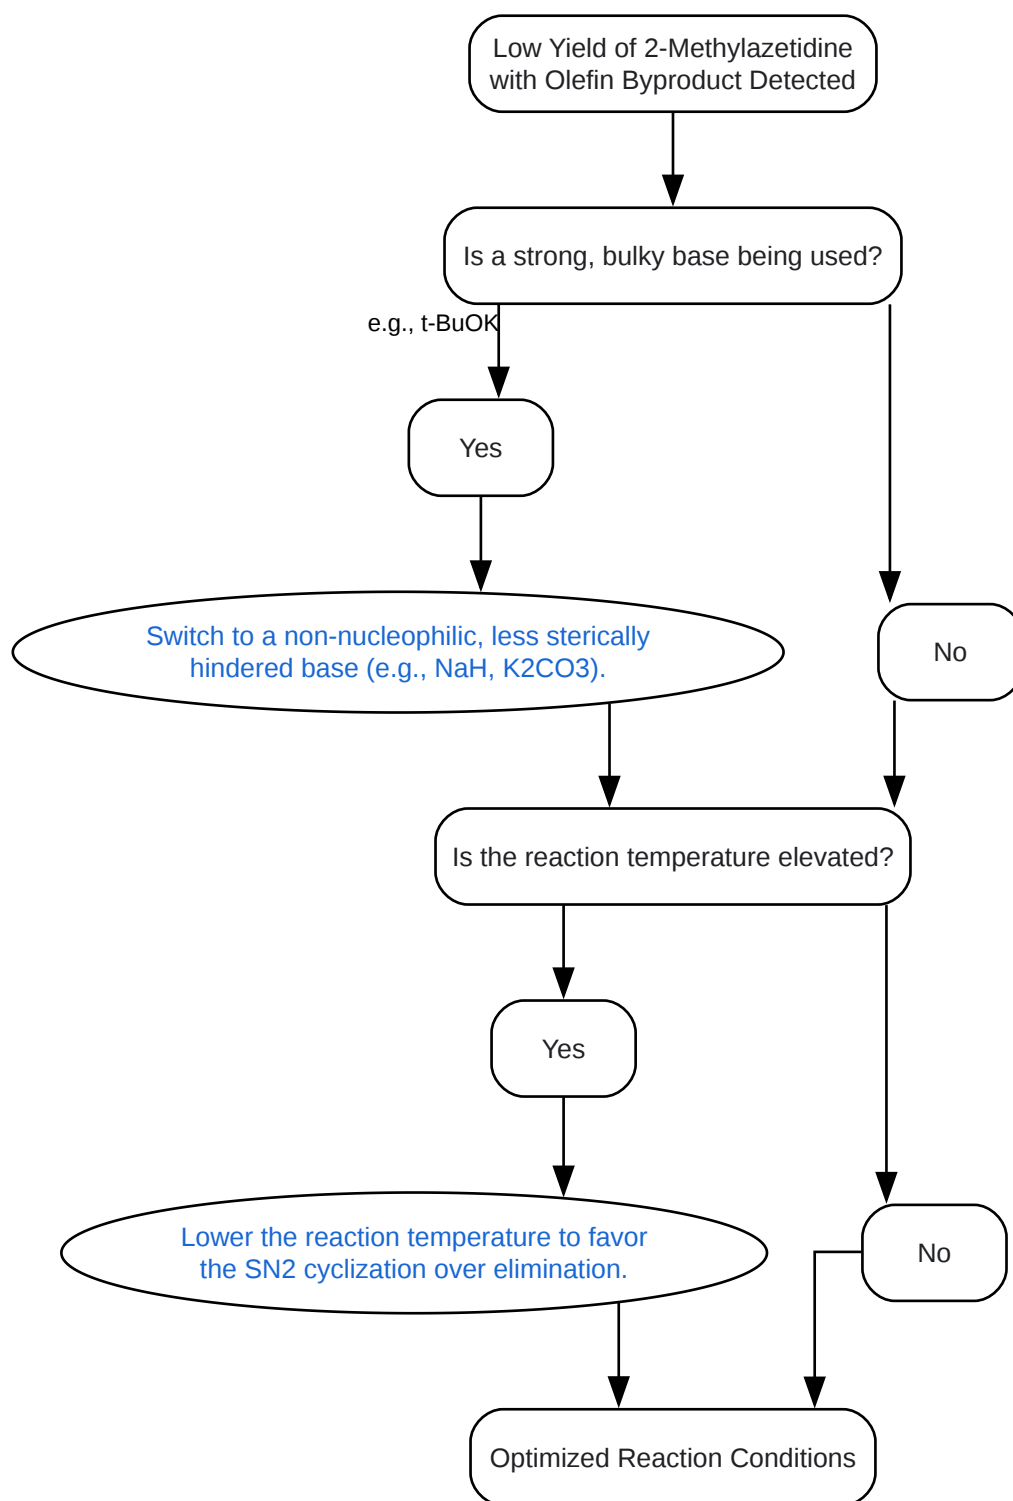 Low Yield of 2-Methylazetidine
with Olefin Byproduct Detected
Is a strong, bulky base being used?
e.g., t-BuOK
Yes
Switch to a non-nucleophilic, less sterically
hindered base (e.g., NaH, K2CO3).
No
Is the reaction temperature elevated?
Yes
Lower the reaction temperature to favor
the SN2 cyclization over elimination.
No
Optimized Reaction Conditions